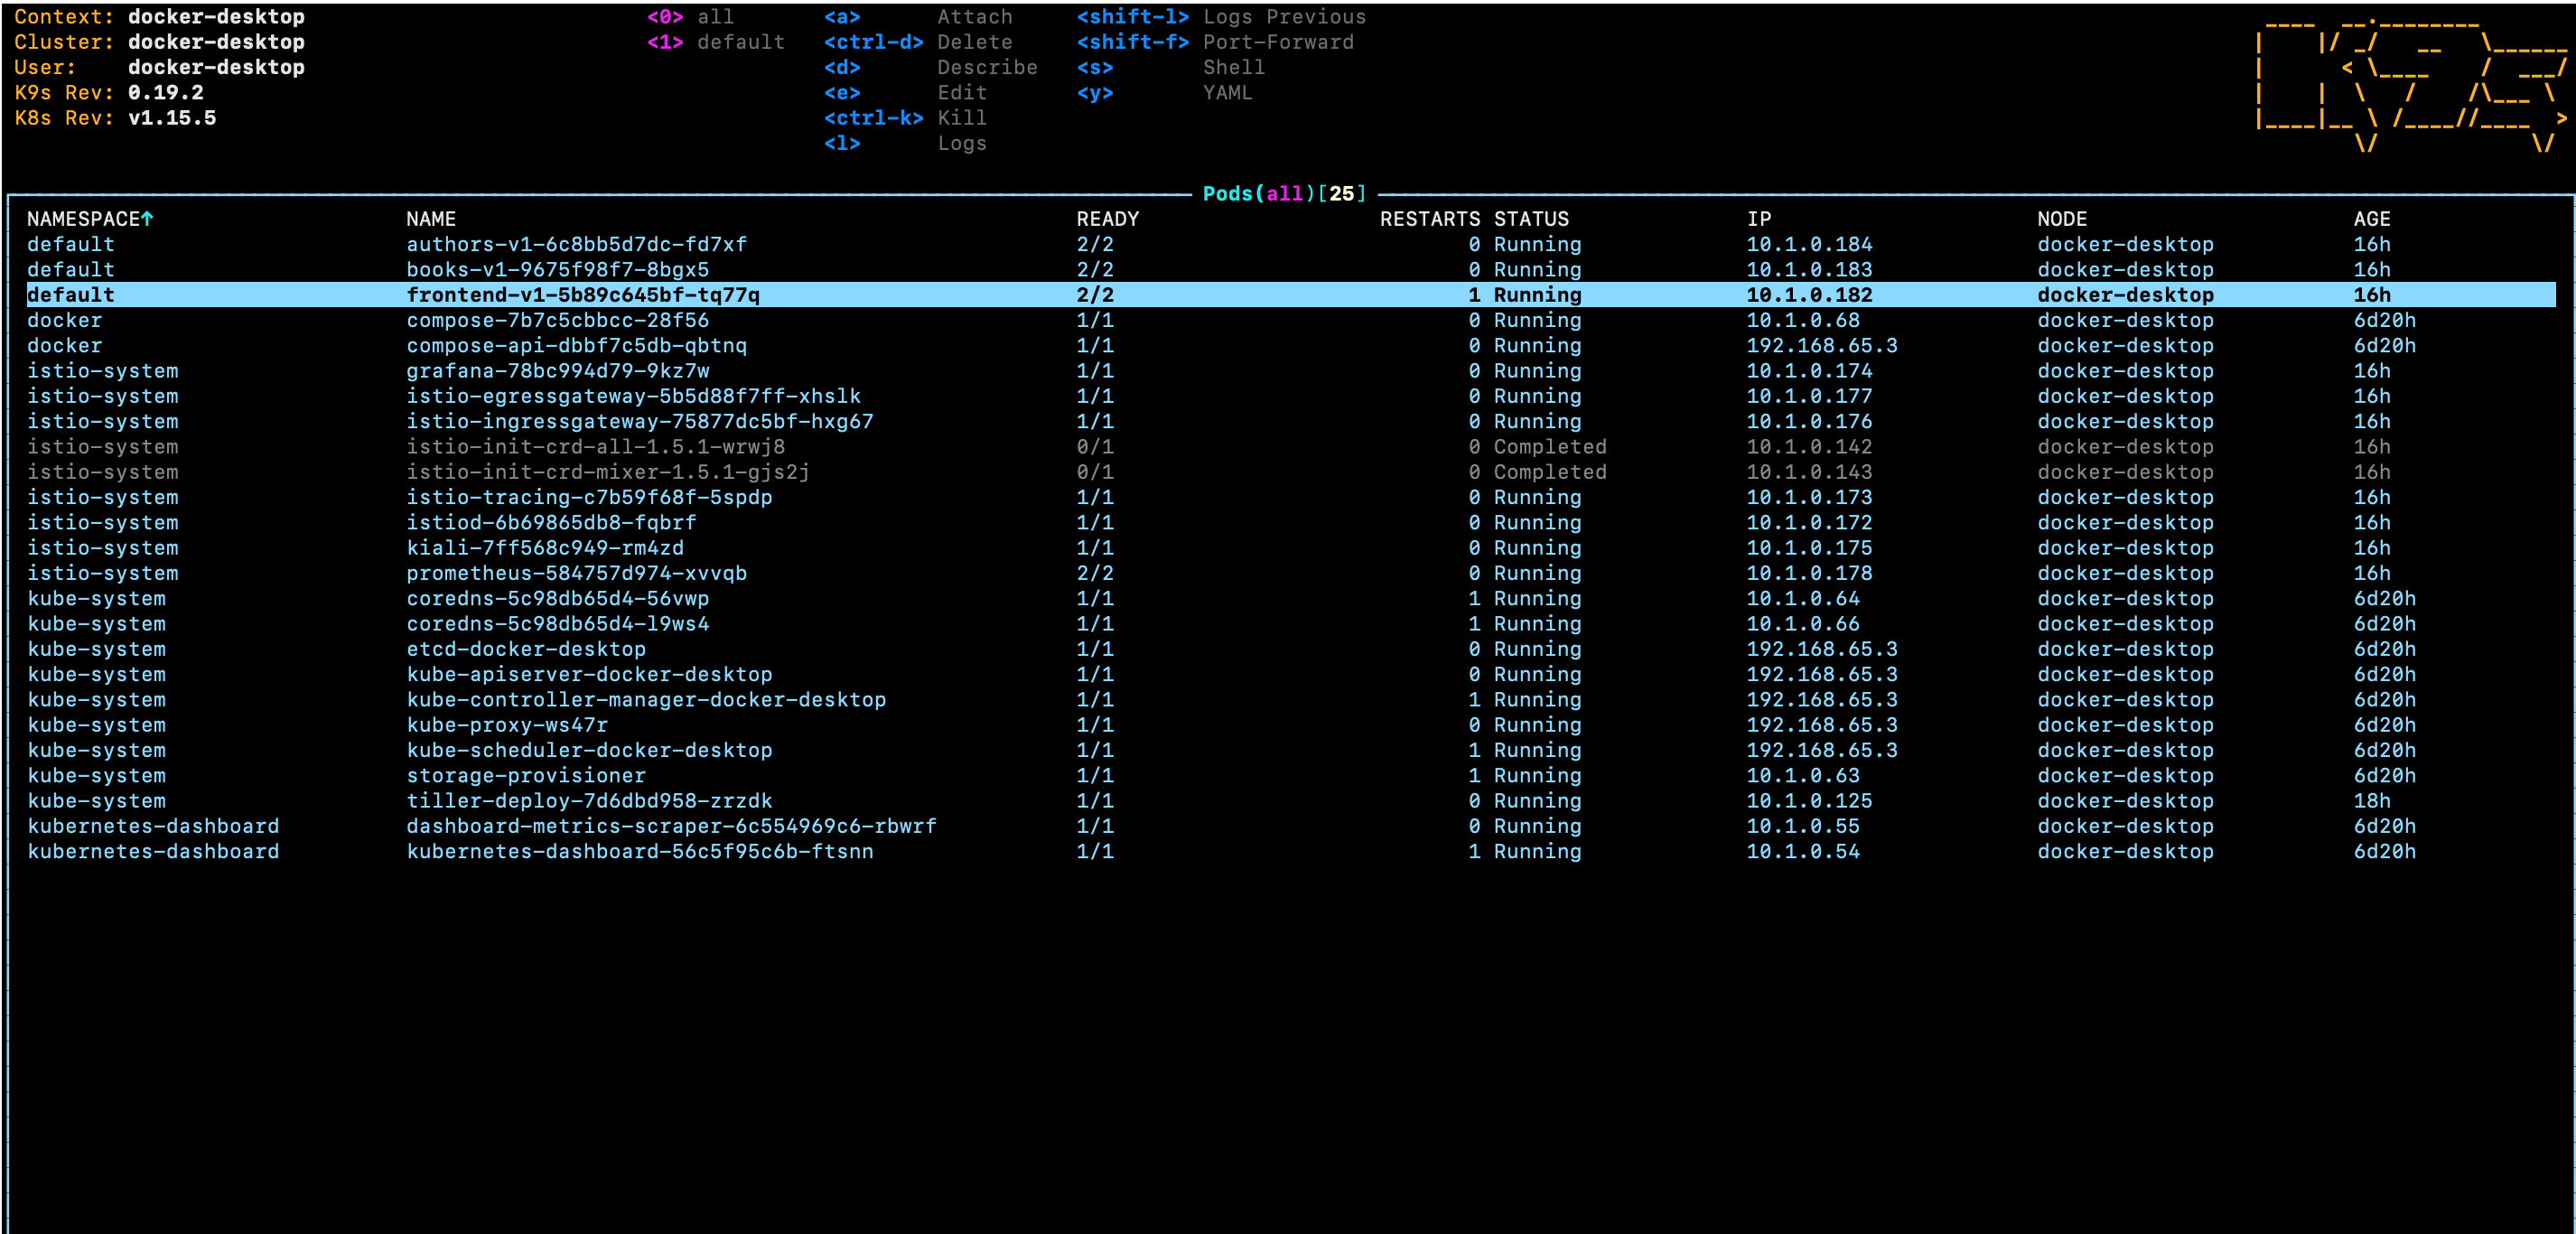 Context: docker-desktop <0> all <a> Attach <shift-l> Logs Previous
Cluster: docker-desktop <1> default <ctrl-d> Delete <shift-f> Port-Forward
User: docker-desktop <d> Describe <s> Shell
K9s Rev: 0.19.2 <e> Edit <y> YAML
K8s Rev: v1.15.5 <ctrl-k> Kill
<l> Logs
Pods(all)[25]
NAMESPACE↑ NAME READY RESTARTS STATUS IP NODE AGE
default authors-v1-6c8bb5d7dc-fd7xf 2/2 0 Running 10.1.0.184 docker-desktop 16h
default books-v1-9675f98f7-8bgx5 2/2 0 Running 10.1.0.183 docker-desktop 16h
default frontend-v1-5b89c645bf-tq77q 2/2 1 Running 10.1.0.182 docker-desktop 16h
docker compose-7b7c5cbbcc-28f56 1/1 0 Running 10.1.0.68 docker-desktop 6d20h
docker compose-api-dbbf7c5db-qbtnq 1/1 0 Running 192.168.65.3 docker-desktop 6d20h
istio-system grafana-78bc994d79-9kz7w 1/1 0 Running 10.1.0.174 docker-desktop 16h
istio-system istio-egressgateway-5b5d88f7ff-xhslk 1/1 0 Running 10.1.0.177 docker-desktop 16h
istio-system istio-ingressgateway-75877dc5bf-hxg67 1/1 0 Running 10.1.0.176 docker-desktop 16h
istio-system istio-init-crd-all-1.5.1-wrwj8 0/1 0 Completed 10.1.0.142 docker-desktop 16h
istio-system istio-init-crd-mixer-1.5.1-gjs2j 0/1 0 Completed 10.1.0.143 docker-desktop 16h
istio-system istio-tracing-c7b59f68f-5spdp 1/1 0 Running 10.1.0.173 docker-desktop 16h
istio-system istiod-6b69865db8-fqbrf 1/1 0 Running 10.1.0.172 docker-desktop 16h
istio-system kiali-7ff568c949-rm4zd 1/1 0 Running 10.1.0.175 docker-desktop 16h
istio-system prometheus-584757d974-xvvqb 2/2 0 Running 10.1.0.178 docker-desktop 16h
kube-system coredns-5c98db65d4-56vwp 1/1 1 Running 10.1.0.64 docker-desktop 6d20h
kube-system coredns-5c98db65d4-l9ws4 1/1 1 Running 10.1.0.66 docker-desktop 6d20h
kube-system etcd-docker-desktop 1/1 0 Running 192.168.65.3 docker-desktop 6d20h
kube-system kube-apiserver-docker-desktop 1/1 0 Running 192.168.65.3 docker-desktop 6d20h
kube-system kube-controller-manager-docker-desktop 1/1 1 Running 192.168.65.3 docker-desktop 6d20h
kube-system kube-proxy-ws47r 1/1 0 Running 192.168.65.3 docker-desktop 6d20h
kube-system kube-scheduler-docker-desktop 1/1 1 Running 192.168.65.3 docker-desktop 6d20h
kube-system storage-provisioner 1/1 1 Running 10.1.0.63 docker-desktop 6d20h
kube-system tiller-deploy-7d6dbd958-zrzdk 1/1 0 Running 10.1.0.125 docker-desktop 18h
kubernetes-dashboard dashboard-metrics-scraper-6c554969c6-rbwrf 1/1 0 Running 10.1.0.55 docker-desktop 6d20h
kubernetes-dashboard kubernetes-dashboard-56c5f95c6b-ftsnn 1/1 1 Running 10.1.0.54 docker-desktop 6d20h